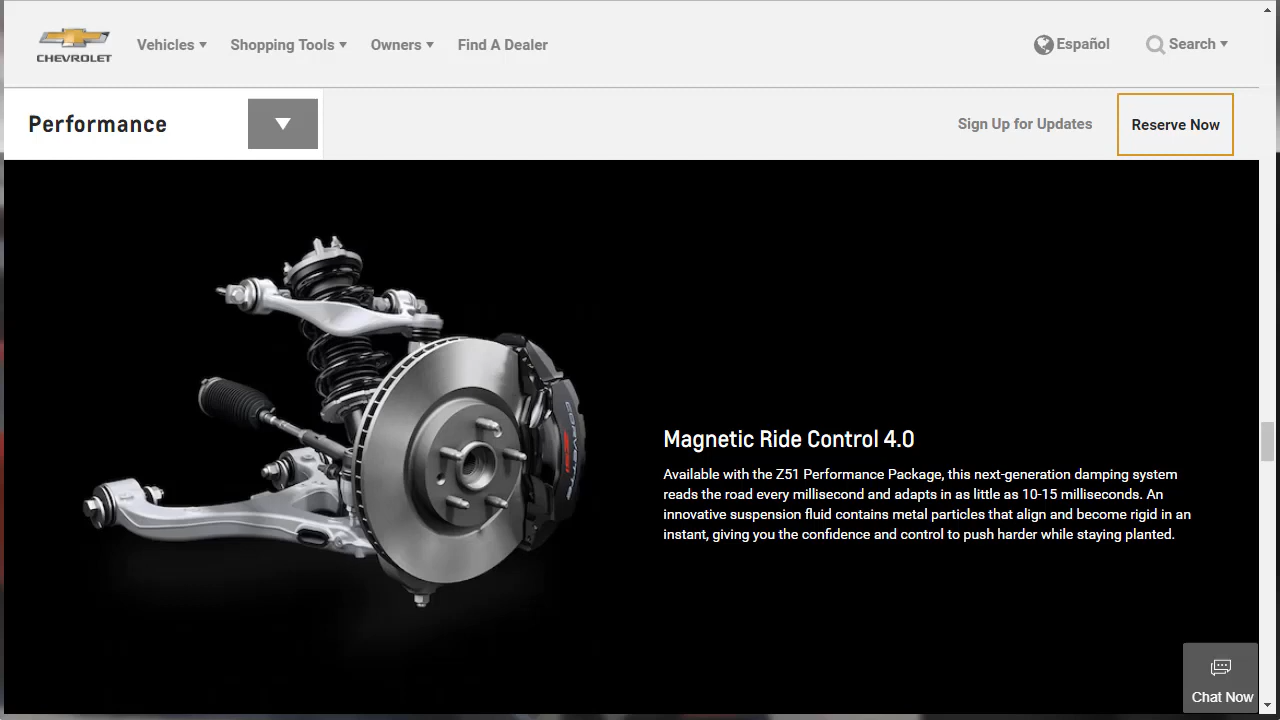 CHEVROLET
Vehicles
Shopping Tools
Owners
Find A Dealer
Español
Search
Performance
Sign Up for Updates
Reserve Now
CORVETTE
Z51
Magnetic Ride Control 4.0
Available with the Z51 Performance Package, this next-generation damping system
reads the road every millisecond and adapts in as little as 10-15 milliseconds. An
innovative suspension fluid contains metal particles that align and become rigid in an
instant, giving you the confidence and control to push harder while staying planted.
Chat Now